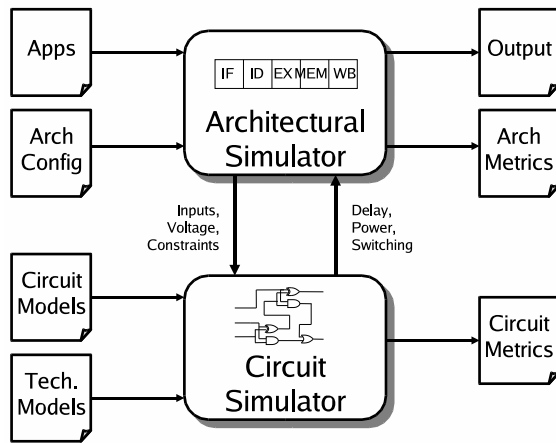 Apps
Output
IF ID EX MEM WB
Architectural
Simulator
Arch
Config
Arch
Metrics
Inputs,
Voltage,
Constraints
Delay,
Power,
Switching
Circuit
Models
Circuit
Simulator
Circuit
Metrics
Tech.
Models